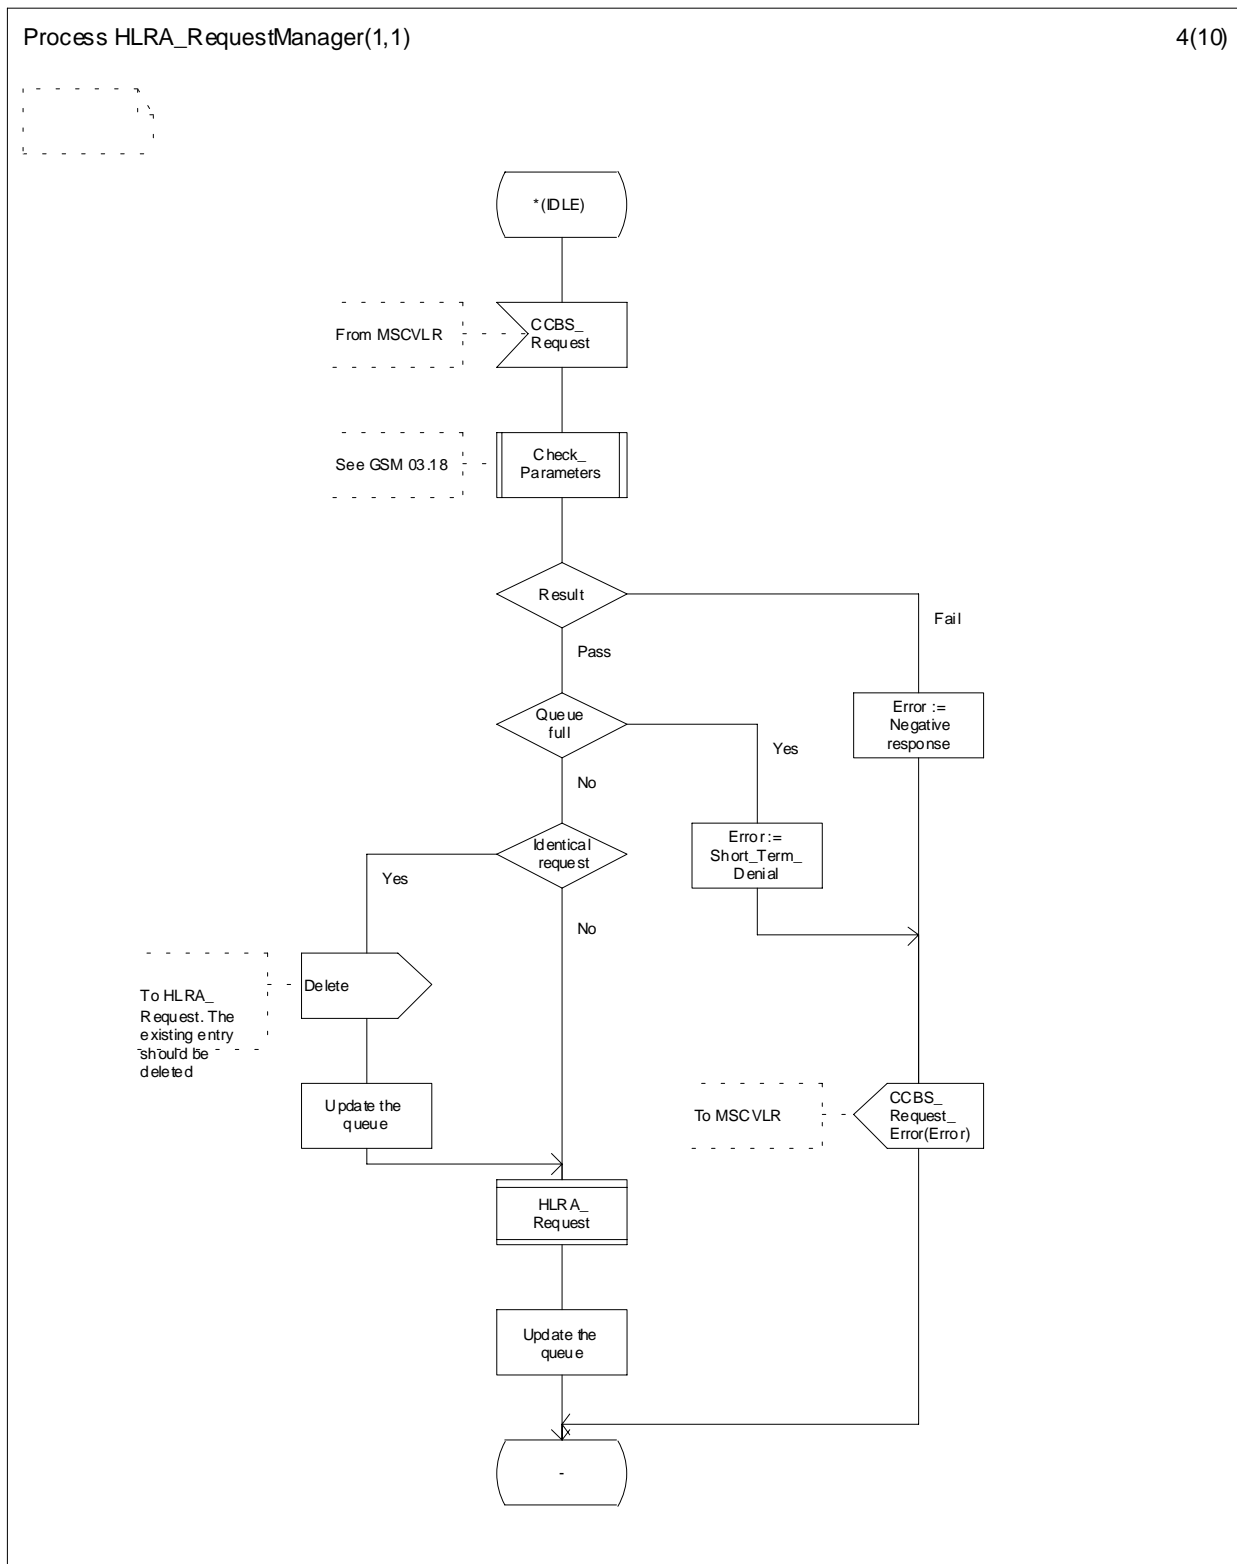 Process HLRA_RequestManager(1,1)
4(10)
*(IDLE)
From MSCVLR
CCBS_
Request
See GSM 03.18
Check_
Parameters
Result
Fail
Pass
Queue
full
Error :=
Negative
response
Yes
No
Identical
request
Error :=
Short_Term_
Denial
Yes
No
To HLRA_
Request. The
existing entry
should be
deleted
Delete
Update the
queue
To MSCVLR
CCBS_
Request_
Error(Error)
HLRA_
Request
Update the
queue
-